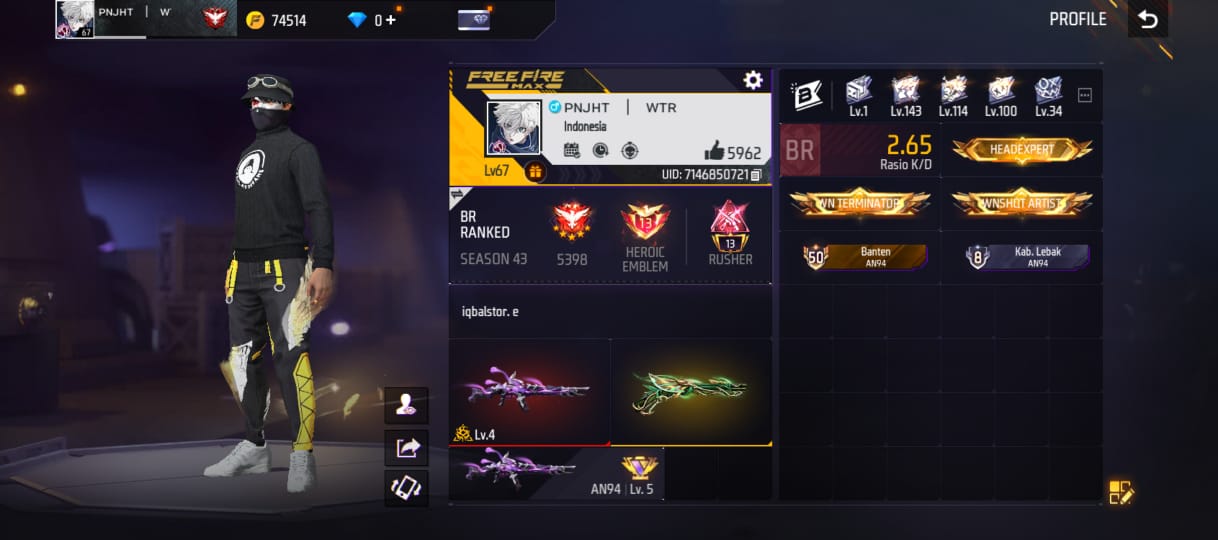 PNJHT | W
67
74514
0 +
PROFILE
FREE FIRE
MAX
PNJHT | WTR
Indonesia
5962
Lv67
UID: 7146850721
BR
RANKED
SEASON 43
5398
13
HEROIC
EMBLEM
13
RUSHER
iqbalstor. e
Lv.4
AN94 | Lv. 5
B
Lv.1
Lv.143
Lv.114
Lv.100
Lv.34
BR
2.65
Rasio K/D
HEADEXPERT
WN TERMINATOR
WNSHOT ARTIST
50
Banten
AN94
8
Kab. Lebak
AN94